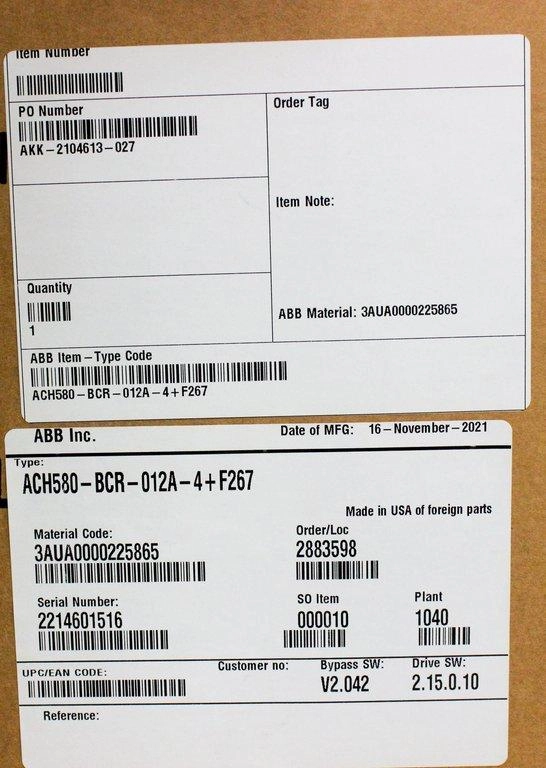 Item Number
PO Number
AKK-2104613-027
Order Tag
Item Note:
Quantity
1
ABB Material: 3AUA0000225865
ABB Item-Type Code
ACH580-BCR-012A-4+F267
ABB Inc.
Date of MFG: 16-November-2021
Type:
ACH580-BCR-012A-4+F267
Made in USA of foreign parts
Material Code:
3AUA0000225865
Order/Loc
2883598
Serial Number:
2214601516
SO Item
000010
Plant
1040
UPC/EAN CODE:
Customer no:
Bypass SW:
V2.042
Drive SW:
2.15.0.10
Reference: